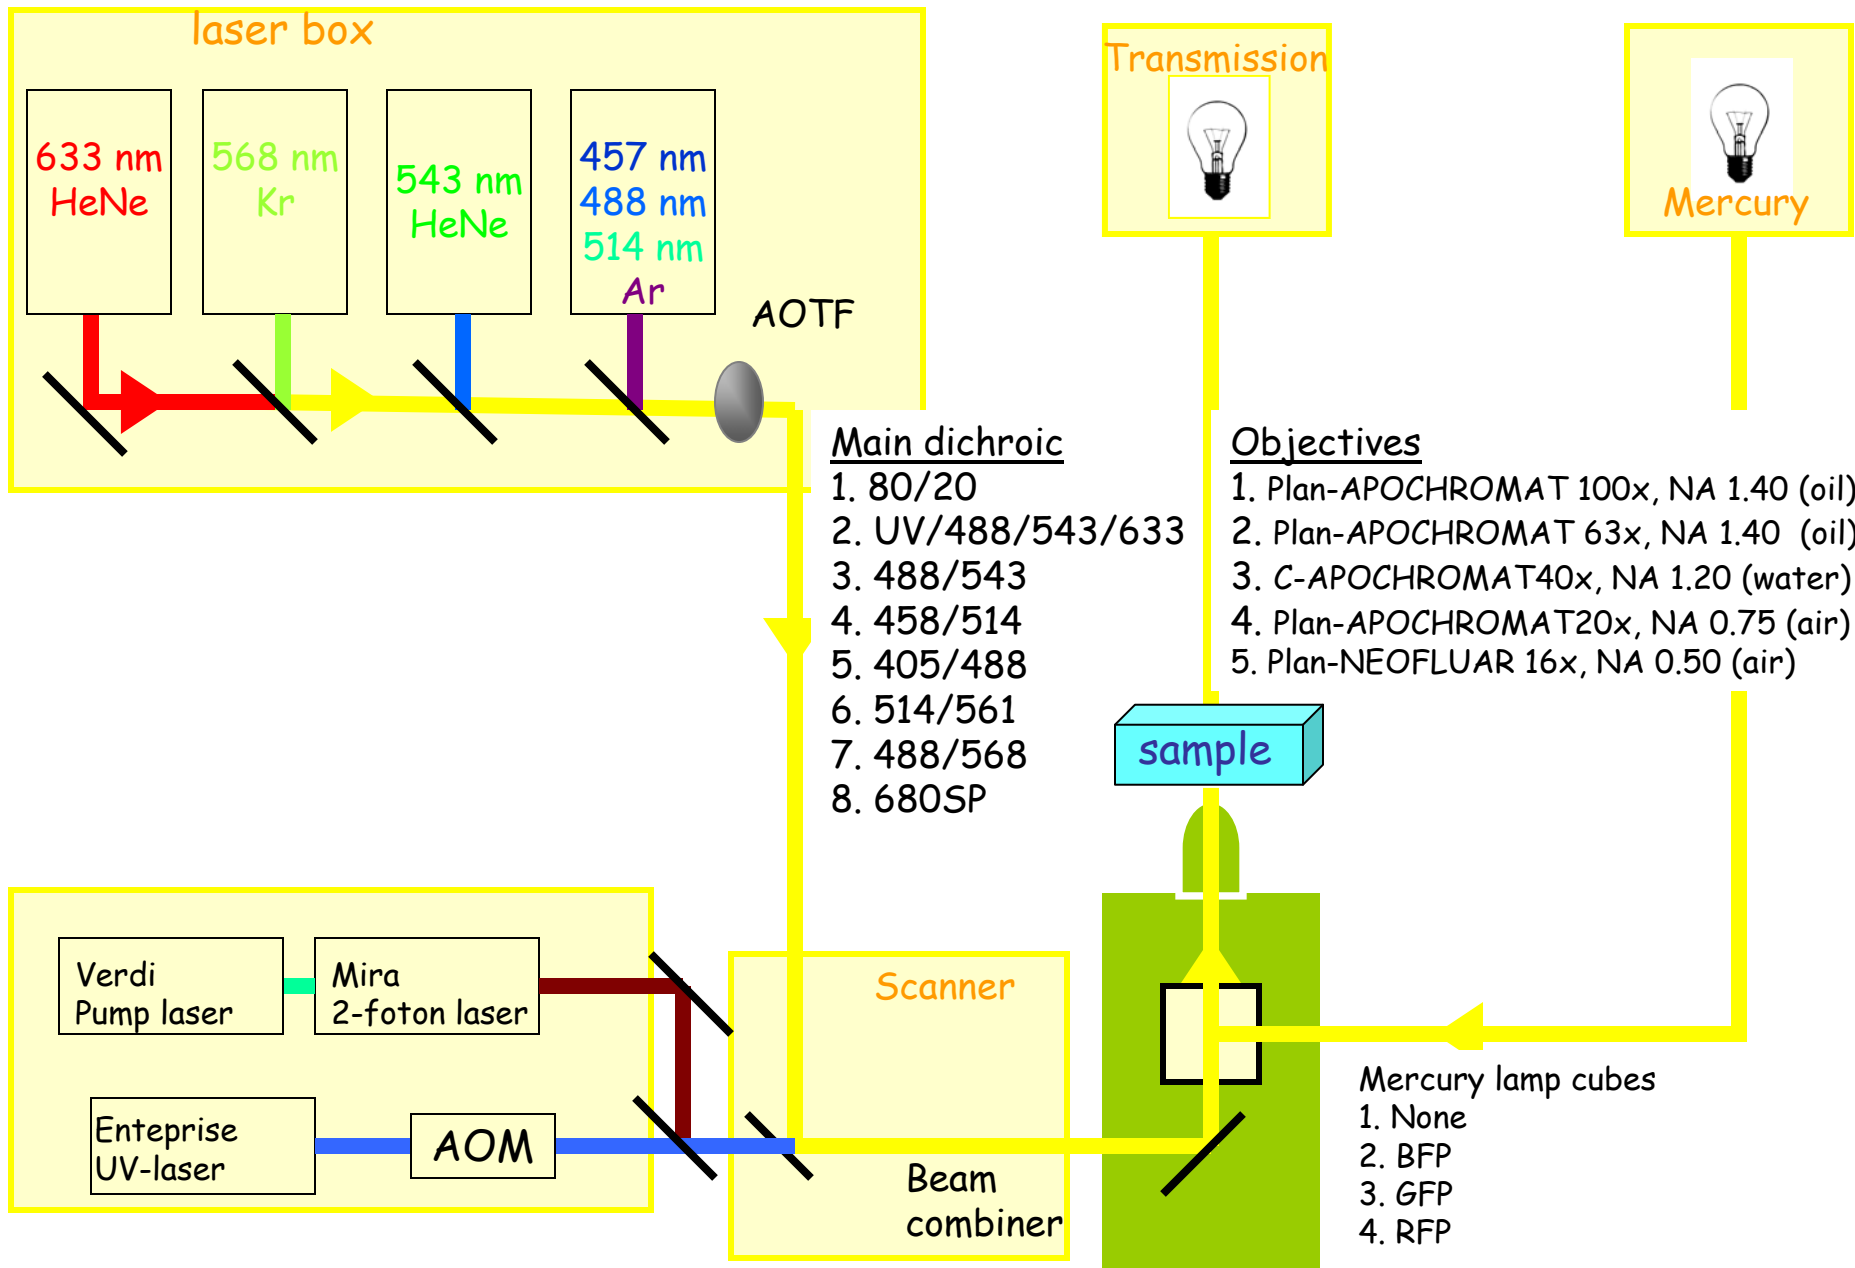 laser box
633 nm
HeNe
568 nm
Kr
543 nm
HeNe
457 nm
488 nm
514 nm
Ar
AOTF
Transmission
Mercury
Main dichroic
1. 80/20
2. UV/488/543/633
3. 488/543
4. 458/514
5. 405/488
6. 514/561
7. 488/568
8. 680SP
Objectives
1. Plan-APOCHROMAT 100x, NA 1.40 (oil)
2. Plan-APOCHROMAT 63x, NA 1.40 (oil)
3. C-APOCHROMAT40x, NA 1.20 (water)
4. Plan-APOCHROMAT20x, NA 0.75 (air)
5. Plan-NEOFLUAR 16x, NA 0.50 (air)
sample
Verdi
Pump laser
Mira
2-foton laser
Enteprise
UV-laser
AOM
Scanner
Beam
combiner
Mercury lamp cubes
1. None
2. BFP
3. GFP
4. RFP